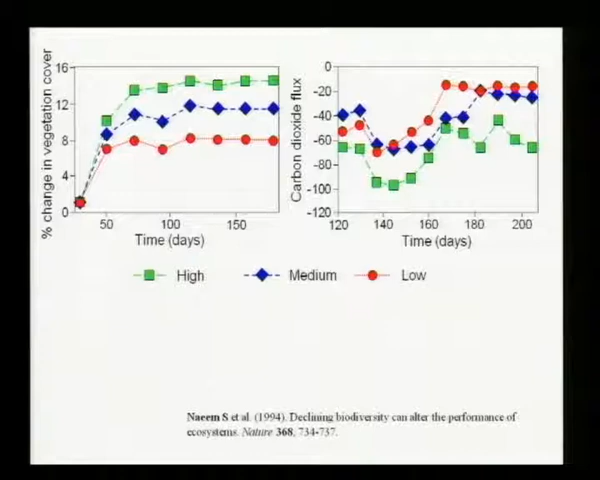 % change in vegetation cover
16
12
8
4
0
50
100
150
Time (days)
Carbon dioxide flux
0
-20
-40
-60
-80
-100
-120
120
140
160
180
200
Time (days)
High
Medium
Low
Naeem S et al. (1994). Declining biodiversity can alter the performance of
ecosystems. Nature 368, 734-737.